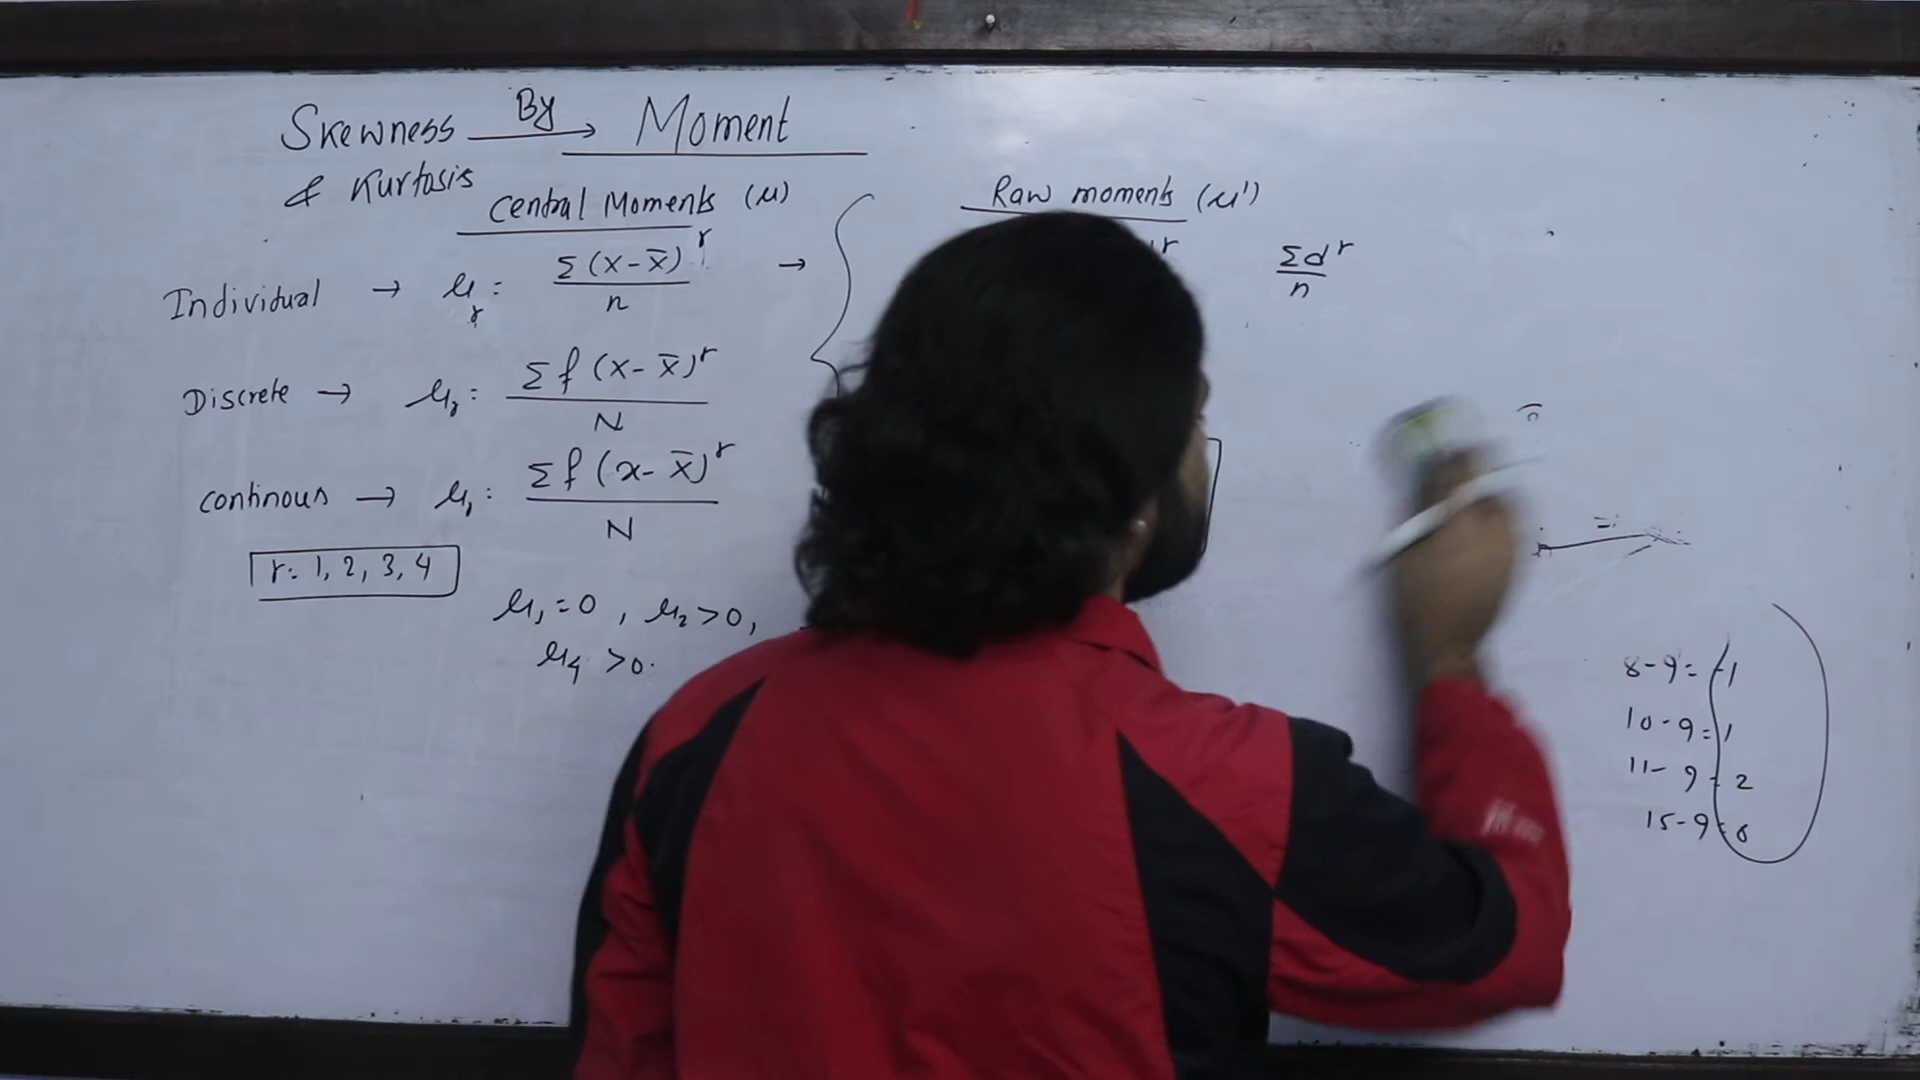 Skewness By → Moment
& Kurtosis
Central Moments (μ)
Individual → μr = Σ(x-x̄)^r / n →
Discrete → μr = Σf(x-x̄)^r / N
continous → μr = Σf(x-x̄)^r / N
r = 1, 2, 3, 4
μ1 = 0, μ2 > 0,
μ4 > 0.
Raw moments (μ')
Σd^r / n
8-9 = -1
10-9 = 1
11-9 = 2
15-9 = 6